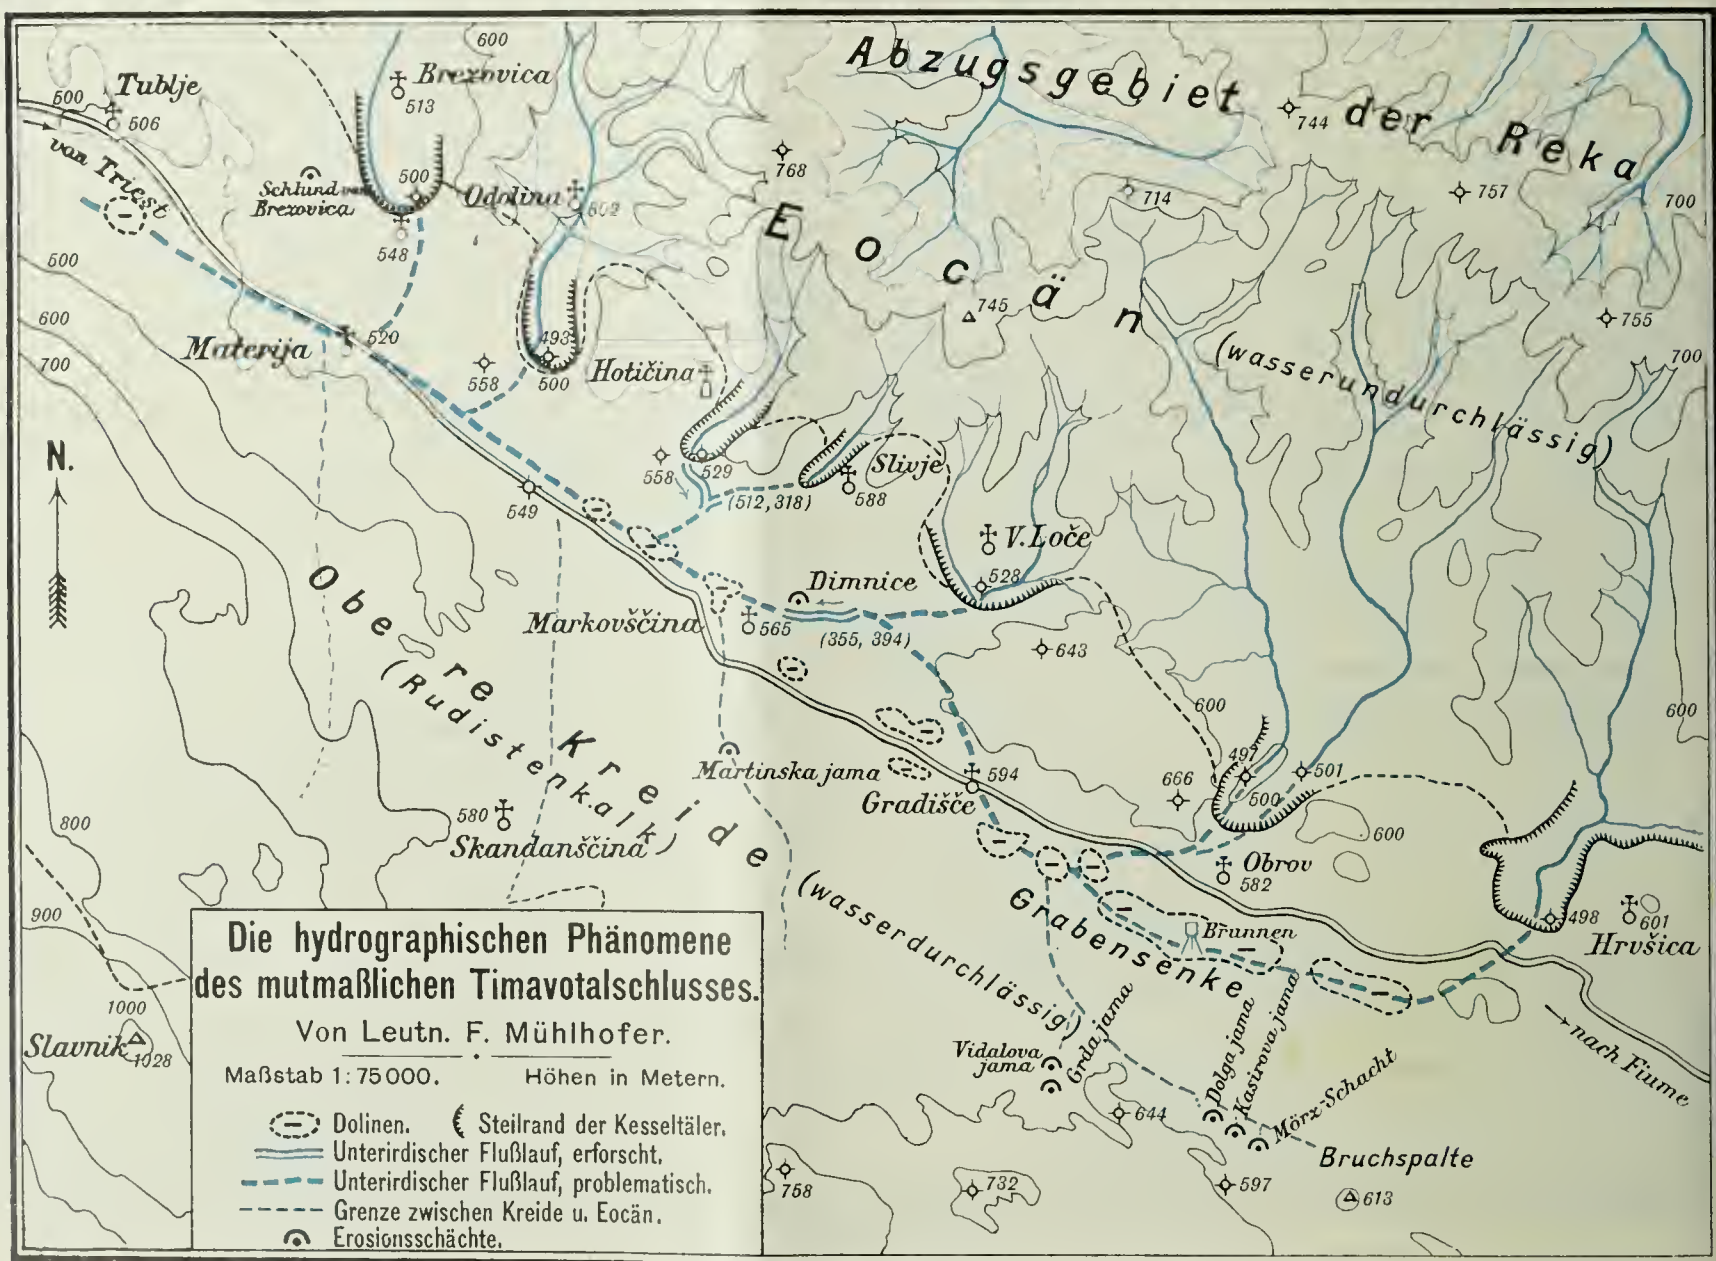 Abzugsgebiet der Reka
600
Tublje
500
506
von Triest
Brezovica
513
Schlund von
Brezovica
500
548
Odolina
502
768
744
714
757
700
Eocän
(wasserundurchlässig)
745
755
700
500
600
700
Materija
520
558
493
500
Hotičina
N.
549
558
529
(512,318)
Slivje
588
V. Loče
528
Dimnice
(355, 394)
Markovščina
565
643
Obere Kreide
(Rudistenkalk)
(wasserdurchlässig)
600
600
Martinska jama
594
Gradišče
666
497
500
501
600
580
Skandanščina
800
900
1000
Slavnik
1028
Obrov
582
498
601
Hrvšica
Grabensenke
Brunnen
Vidalova
jama
Grda jama
Dolga jama
Kasirova jama
Mörz-Schacht
nach Fiume
644
Bruchspalte
758
732
597
613
Die hydrographischen Phänomene
des mutmaßlichen Timavotalschlusses.
Von Leutn. F. Mühlhofer.
Maßstab 1:75000. Höhen in Metern.
Dolinen. Steilrand der Kesseltäler.
Unterirdischer Flußlauf, erforscht.
Unterirdischer Flußlauf, problematisch.
Grenze zwischen Kreide u. Eocän.
Erosionsschächte.